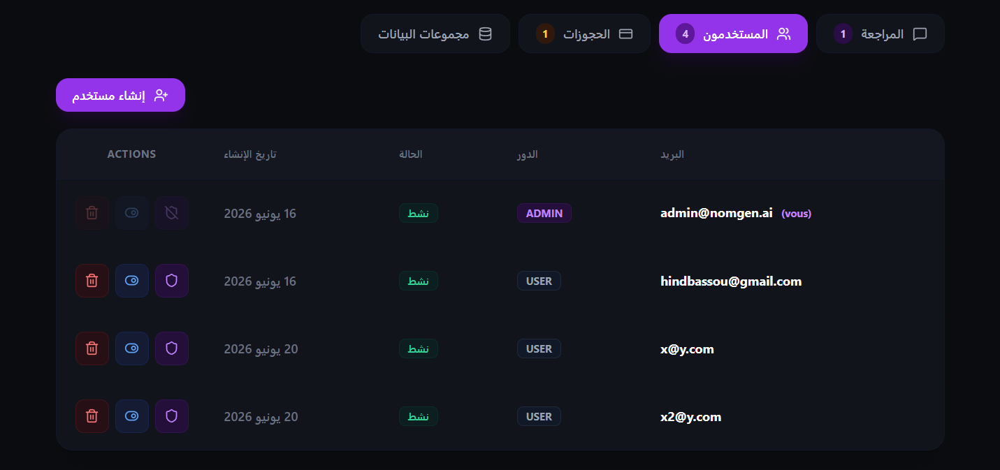 المراجعة 1
المستخدمون 4
الحجوزات 1
مجموعات البيانات
إنشاء مستخدم
البريد الدور الحالة تاريخ الإنشاء ACTIONS
admin@nomgen.ai (vous) ADMIN نشط 16 يونيو 2026
hindbassou@gmail.com USER نشط 16 يونيو 2026
x@y.com USER نشط 20 يونيو 2026
x2@y.com USER نشط 20 يونيو 2026